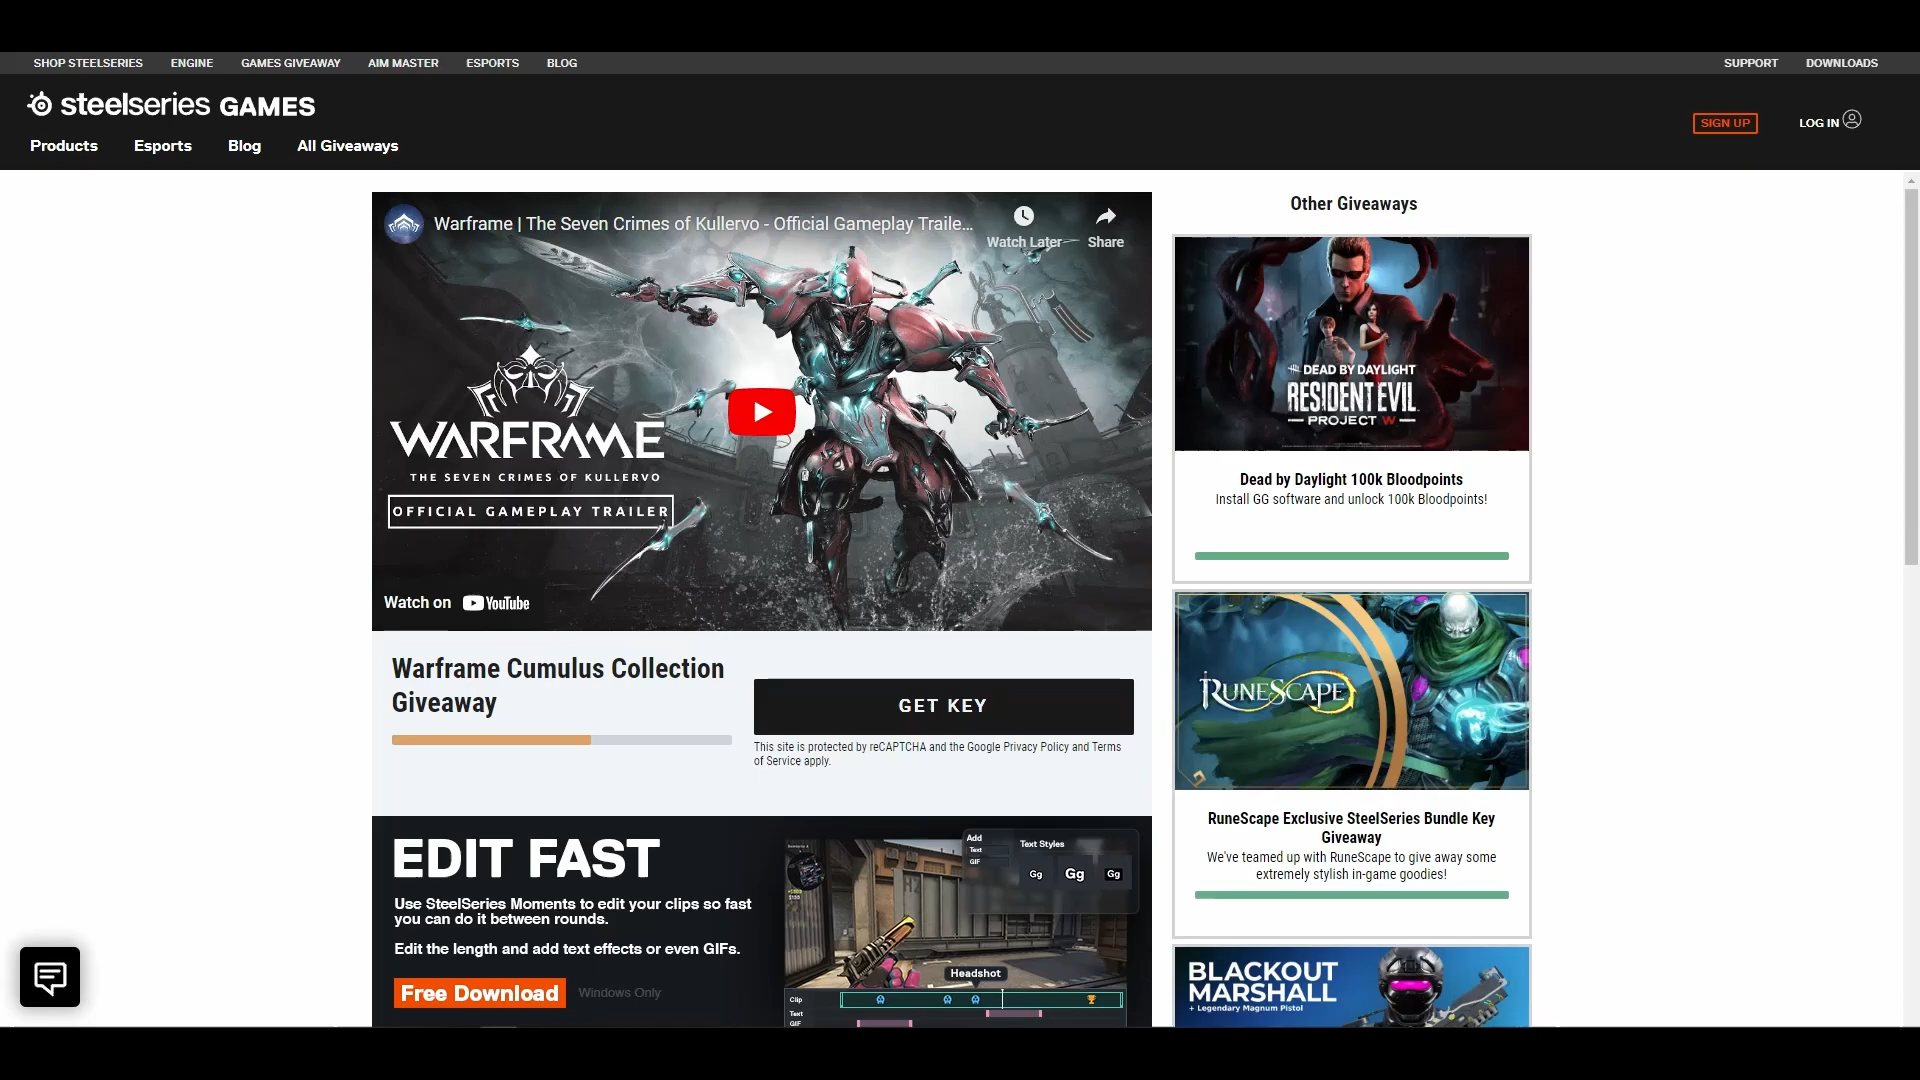 SHOP STEELSERIES ENGINE GAMES GIVEAWAY AIM MASTER ESPORTS BLOG SUPPORT DOWNLOADS
steelseries GAMES
SIGN UP LOG IN
Products Esports Blog All Giveaways
Warframe | The Seven Crimes of Kullervo - Official Gameplay Traile...
Watch Later Share
WARFRAME
THE SEVEN CRIMES OF KULLERVO
OFFICIAL GAMEPLAY TRAILER
Watch on YouTube
Warframe Cumulus Collection
Giveaway
GET KEY
This site is protected by reCAPTCHA and the Google Privacy Policy and Terms
of Service apply.
EDIT FAST
Use SteelSeries Moments to edit your clips so fast
you can do it between rounds.
Edit the length and add text effects or even GIFs.
Free Download Windows Only
Add
Text
GIF
Text Styles
Gg Gg Gg
Headshot
Clip
Text
GIF
Other Giveaways
DEAD BY DAYLIGHT
RESIDENT EVIL
PROJECT W
Dead by Daylight 100k Bloodpoints
Install GG software and unlock 100k Bloodpoints!
RUNESCAPE
RuneScape Exclusive SteelSeries Bundle Key
Giveaway
We've teamed up with RuneScape to give away some
extremely stylish in-game goodies!
BLACKOUT
MARSHALL
+ Legendary Magnum Pistol